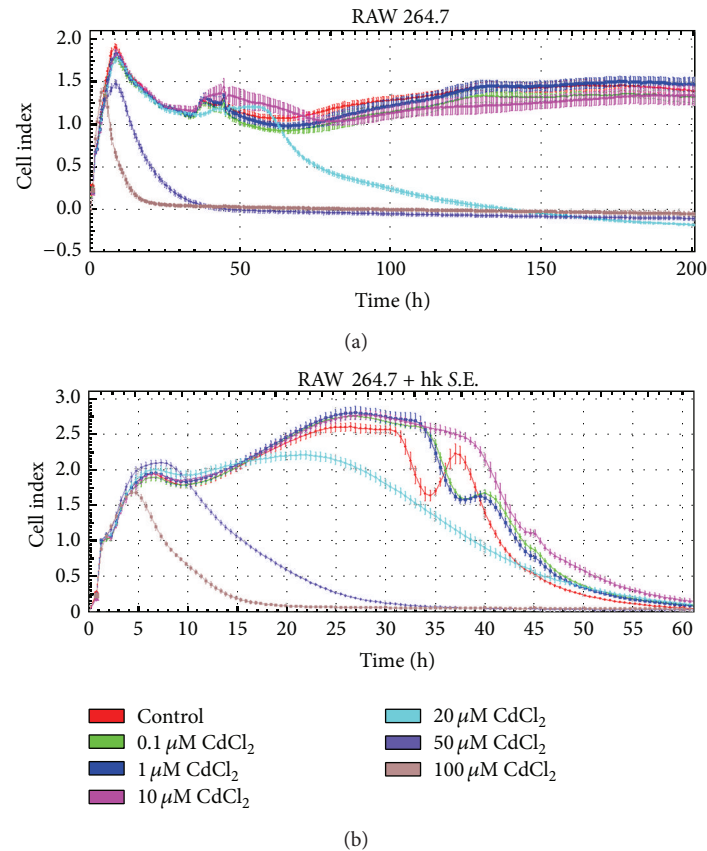 RAW 264.7
2.0
1.5
1.0
0.5
0.0
−0.5
Cell index
0 50 100 150 200
Time (h)
(a)
RAW 264.7 + hk S.E.
3.0
2.5
2.0
1.5
1.0
0.5
0
Cell index
0 5 10 15 20 25 30 35 40 45 50 55 60
Time (h)
Control
0.1 μM CdCl₂
1 μM CdCl₂
10 μM CdCl₂
20 μM CdCl₂
50 μM CdCl₂
100 μM CdCl₂
(b)